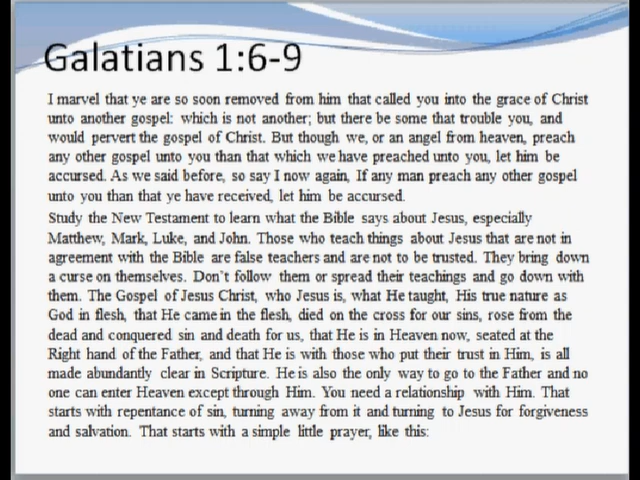 Galatians 1:6-9
I marvel that ye are so soon removed from him that called you into the grace of Christ
unto another gospel: which is not another; but there be some that trouble you, and
would pervert the gospel of Christ. But though we, or an angel from heaven, preach
any other gospel unto you than that which we have preached unto you, let him be
accursed. As we said before, so say I now again, If any man preach any other gospel
unto you than that ye have received, let him be accursed.
Study the New Testament to learn what the Bible says about Jesus, especially
Matthew, Mark, Luke, and John. Those who teach things about Jesus that are not in
agreement with the Bible are false teachers and are not to be trusted. They bring down
a curse on themselves. Don't follow them or spread their teachings and go down with
them. The Gospel of Jesus Christ, who Jesus is, what He taught, His true nature as
God in flesh, that He came in the flesh, died on the cross for our sins, rose from the
dead and conquered sin and death for us, that He is in Heaven now, seated at the
Right hand of the Father, and that He is with those who put their trust in Him, is all
made abundantly clear in Scripture. He is also the only way to go to the Father and no
one can enter Heaven except through Him. You need a relationship with Him. That
starts with repentance of sin, turning away from it and turning to Jesus for forgiveness
and salvation. That starts with a simple little prayer, like this: